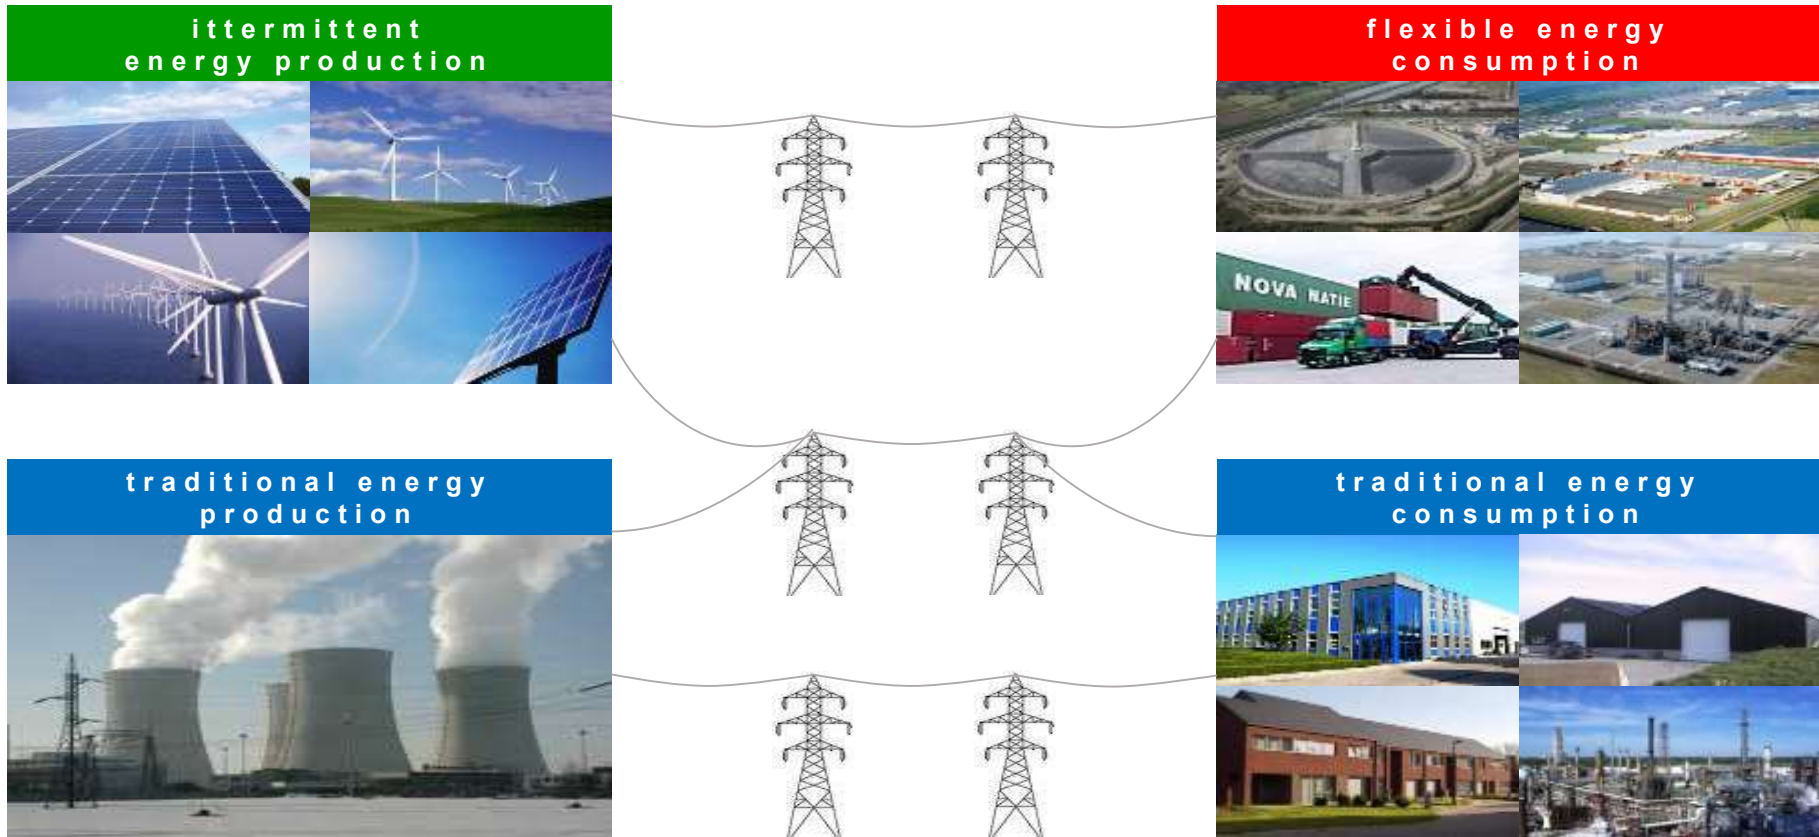 ittermittent
energy production
flexible energy
consumption
NOVA NATIE
traditional energy
production
traditional energy
consumption